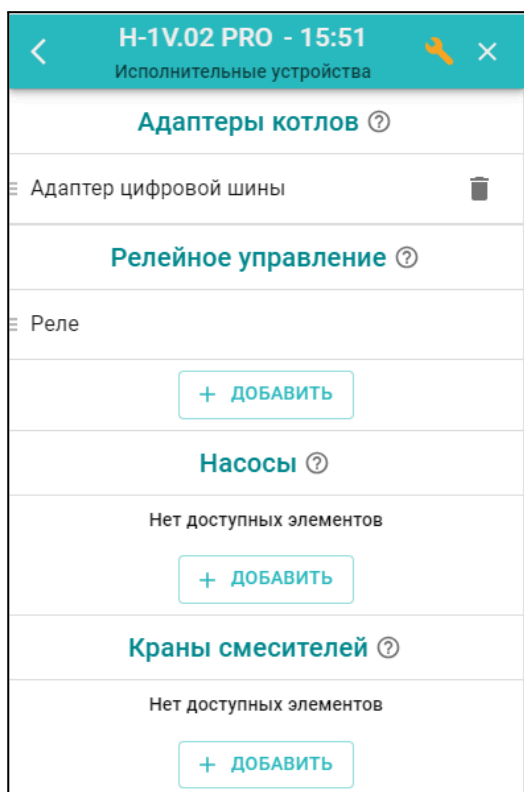 H-1V.02 PRO - 15:51
Исполнительные устройства
Адаптеры котлов ?
Адаптер цифровой шины
Релейное управление ?
Реле
+ ДОБАВИТЬ
Насосы ?
Нет доступных элементов
+ ДОБАВИТЬ
Краны смесителей ?
Нет доступных элементов
+ ДОБАВИТЬ